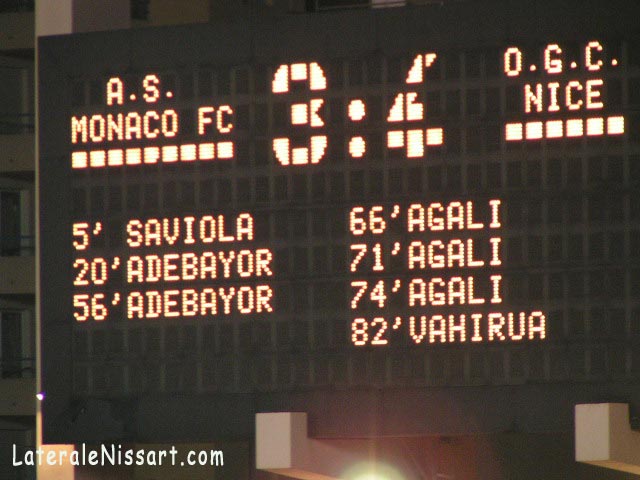 A.S.
MONACO FC
3:4
O.G.C.
NICE
5' SAVIOLA
20'ADEBAYOR
56'ADEBAYOR
66'AGALI
71'AGALI
74'AGALI
82'VAHIRUA
LateraleNissart.com